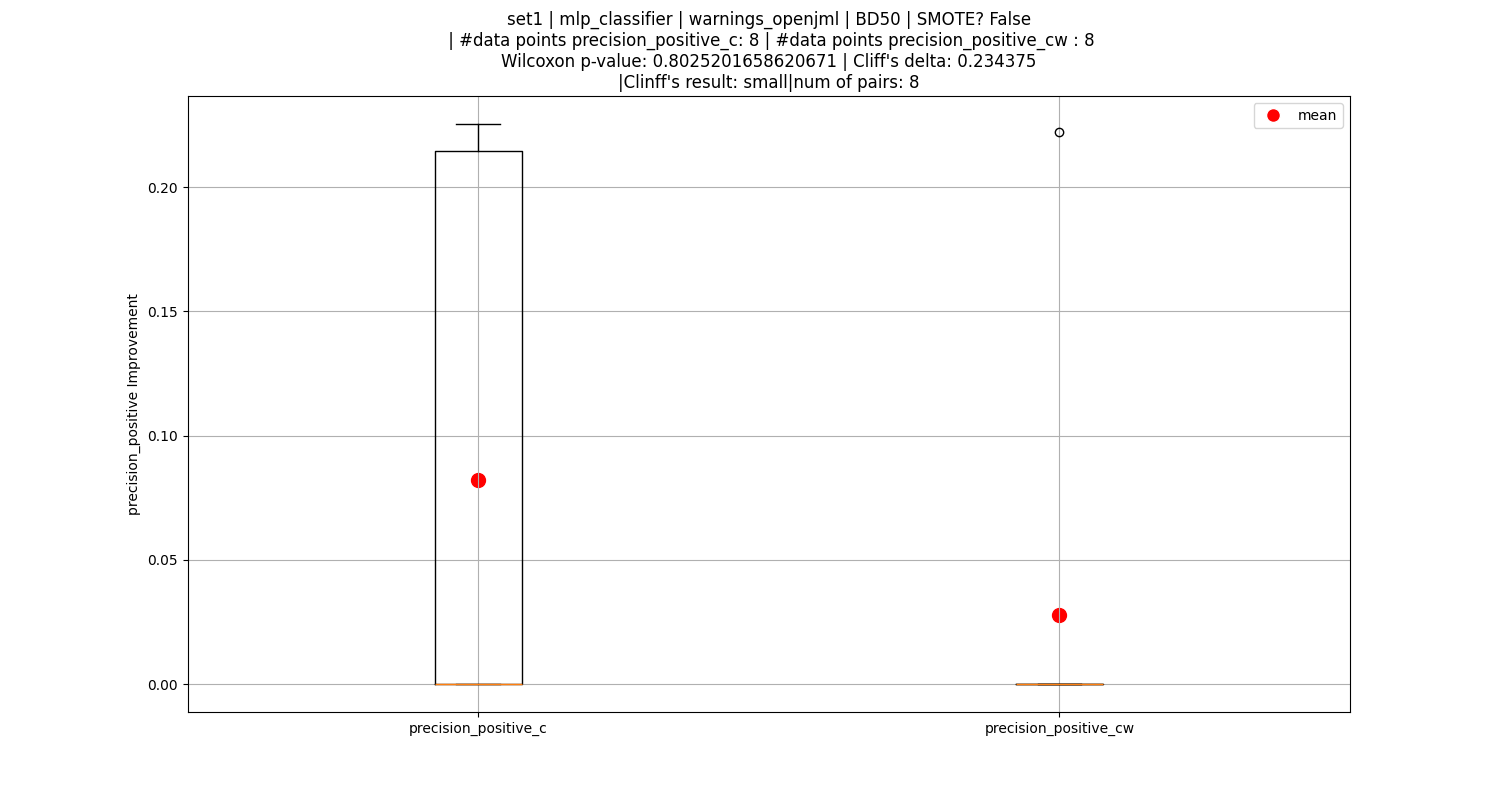 set1 | mlp_classifier | warnings_openjml | BD50 | SMOTE? False
| #data points precision_positive_c: 8 | #data points precision_positive_cw : 8
Wilcoxon p-value: 0.8025201658620671 | Cliff's delta: 0.234375
|Clinff's result: small|num of pairs: 8
mean
precision_positive Improvement
0.20
0.15
0.10
0.05
0.00
precision_positive_c
precision_positive_cw